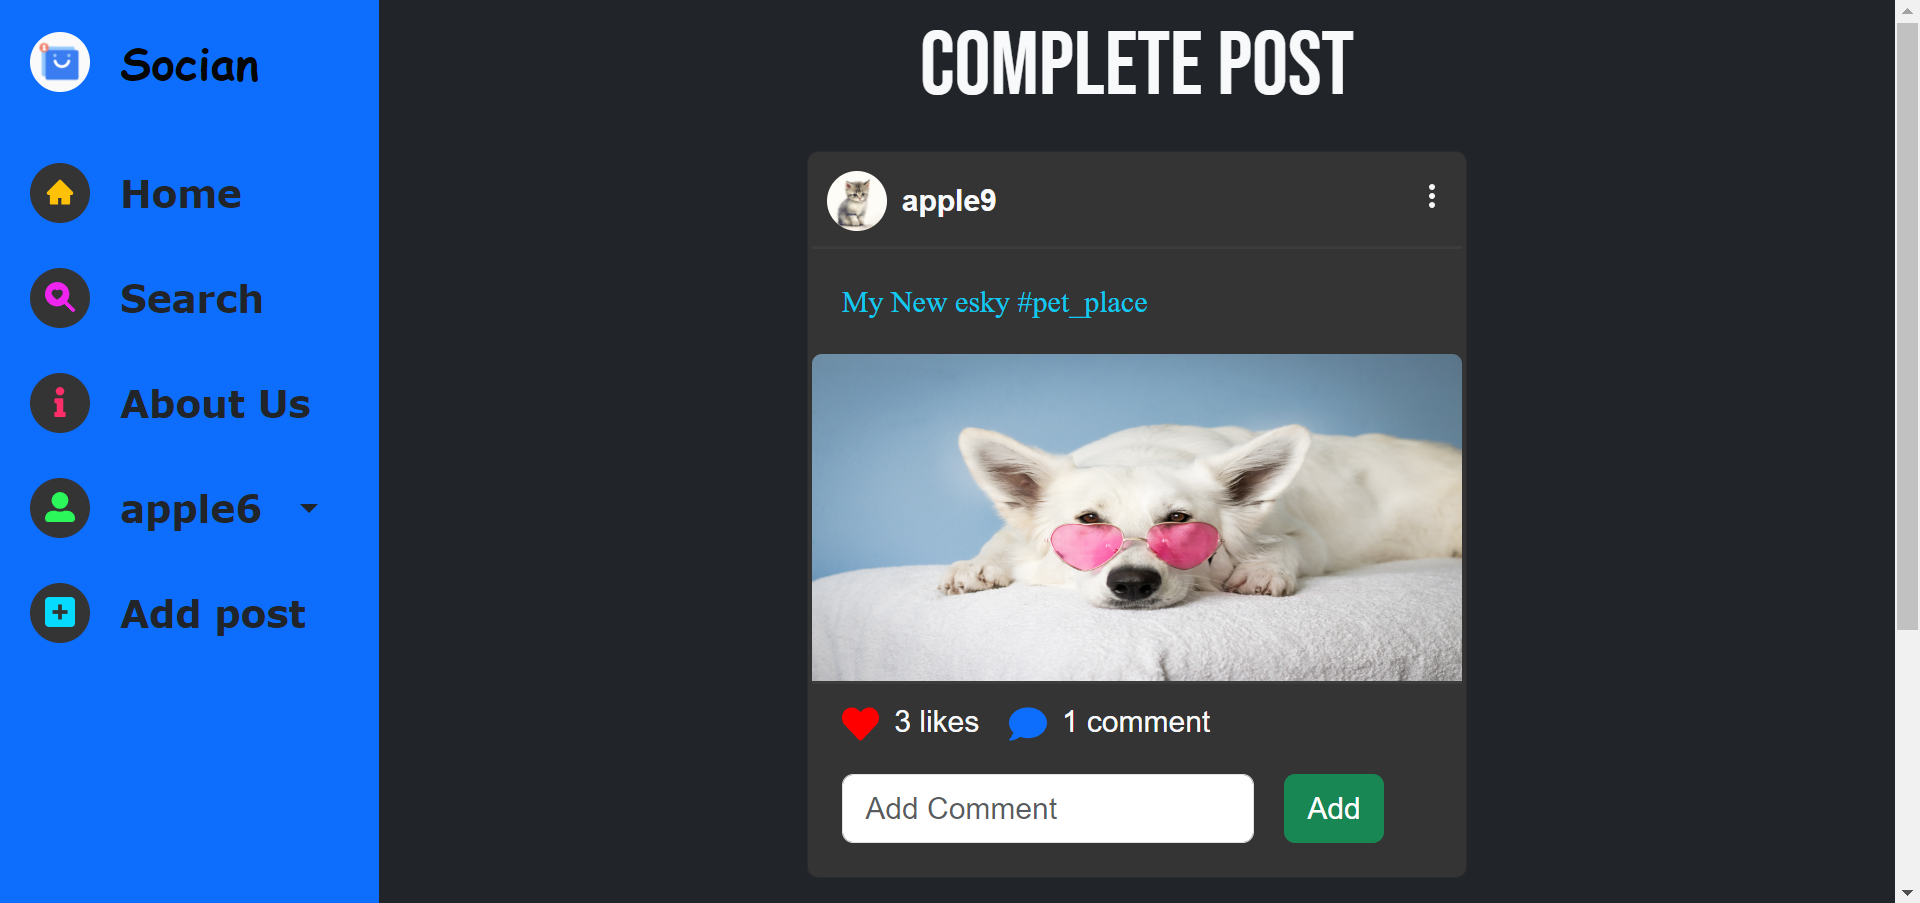 Socian
Home
Search
About Us
apple6
Add post
COMPLETE POST
apple9
My New esky #pet_place
3 likes 1 comment
Add Comment Add